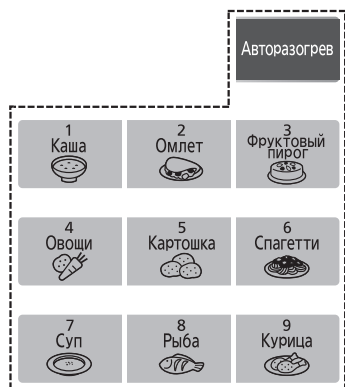 Авторазогрев
1
Каша
2
Омлет
3
Фруктовый
пирог
4
Овощи
5
Картошка
6
Спагетти
7
Суп
8
Рыба
9
Курица